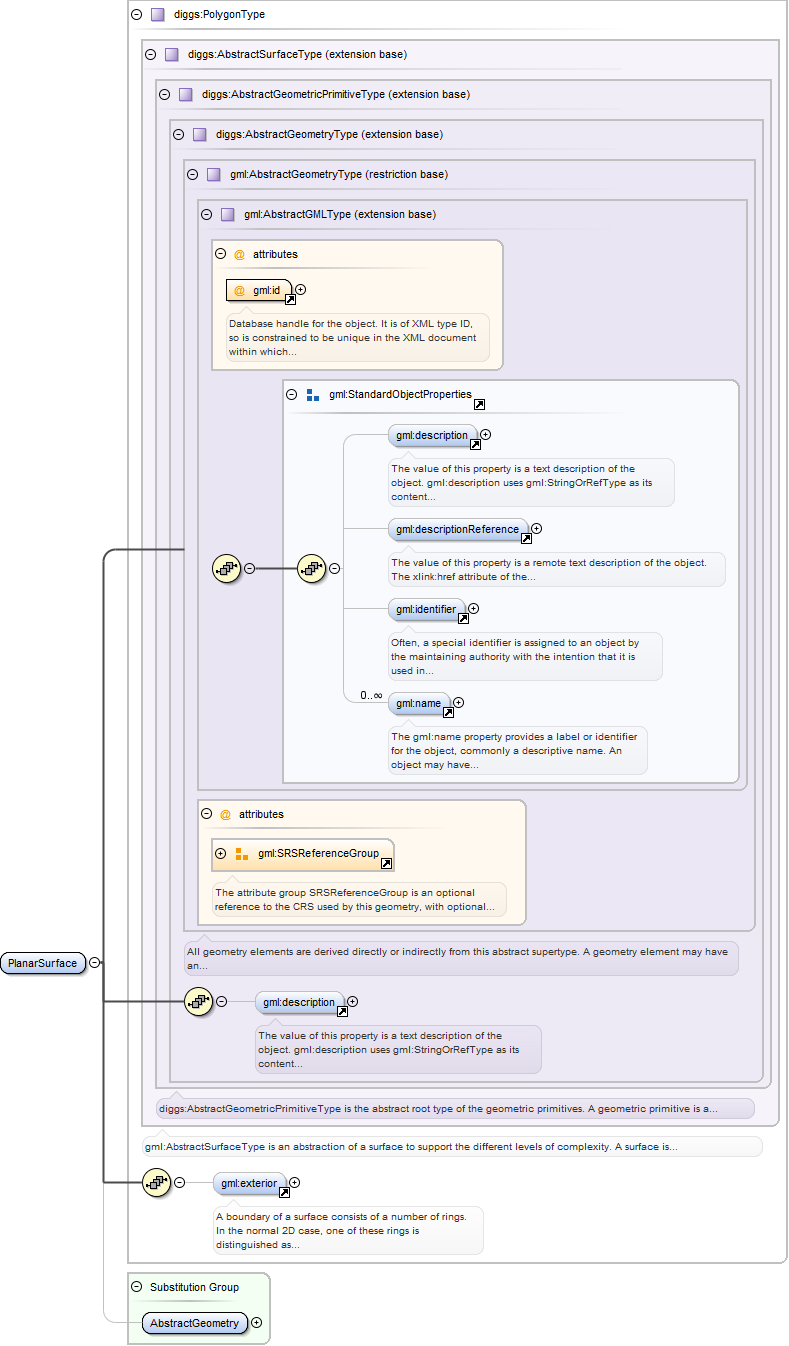 diggs:PolygonType
diggs:AbstractSurfaceType (extension base)
diggs:AbstractGeometricPrimitiveType (extension base)
diggs:AbstractGeometryType (extension base)
gml:AbstractGeometryType (restriction base)
gml:AbstractGMLType (extension base)
@ attributes
@ gml:id
Database handle for the object. It is of XML type ID,
so is constrained to be unique in the XML document
within which...
gml:StandardObjectProperties
gml:description
The value of this property is a text description of the
object. gml:description uses gml:StringOrRefType as its
content...
gml:descriptionReference
The value of this property is a remote text description of the object.
The xlink:href attribute of the...
gml:identifier
Often, a special identifier is assigned to an object by
the maintaining authority with the intention that it is
used in...
0..∞
gml:name
The gml:name property provides a label or identifier
for the object, commonly a descriptive name. An
object may have...
@ attributes
gml:SRSReferenceGroup
The attribute group SRSReferenceGroup is an optional
reference to the CRS used by this geometry, with optional...
All geometry elements are derived directly or indirectly from this abstract supertype. A geometry element may have
an...
PlanarSurface
gml:description
The value of this property is a text description of the
object. gml:description uses gml:StringOrRefType as its
content...
diggs:AbstractGeometricPrimitiveType is the abstract root type of the geometric primitives. A geometric primitive is a...
gml:AbstractSurfaceType is an abstraction of a surface to support the different levels of complexity. A surface is...
gml:exterior
A boundary of a surface consists of a number of rings.
In the normal 2D case, one of these rings is
distinguished as...
Substitution Group
AbstractGeometry